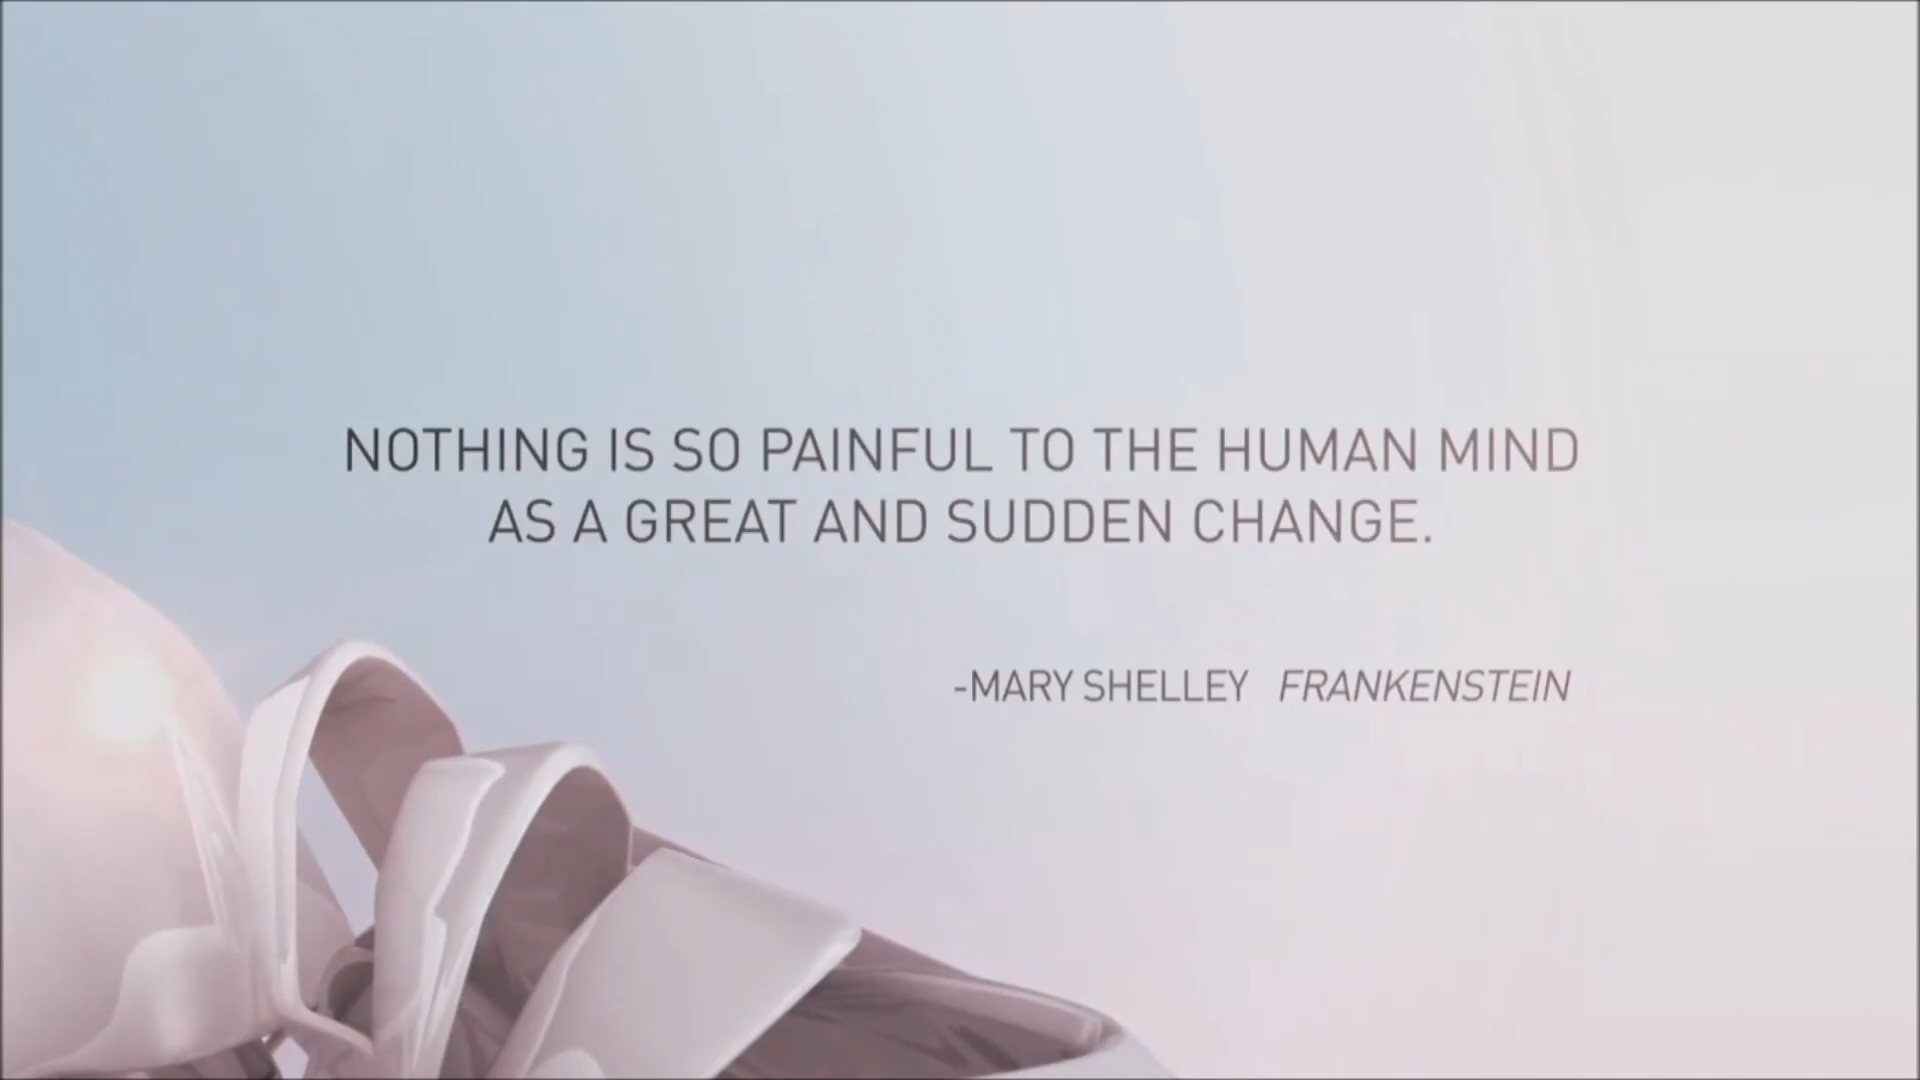 NOTHING IS SO PAINFUL TO THE HUMAN MIND
AS A GREAT AND SUDDEN CHANGE.
-MARY SHELLEY FRANKENSTEIN